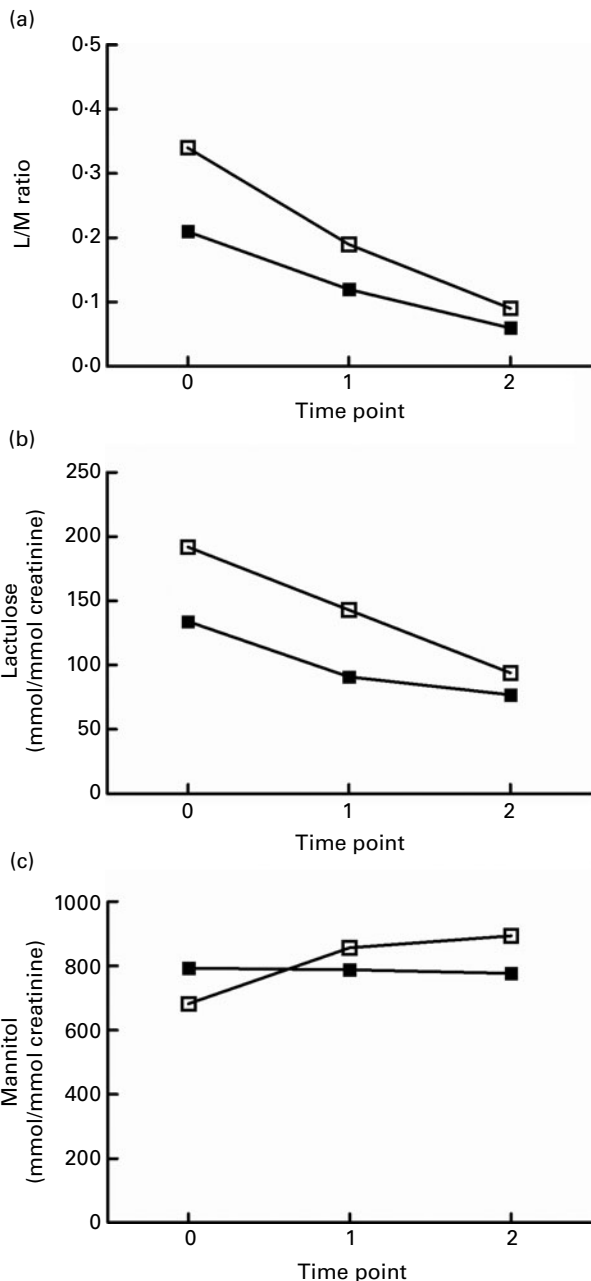 (a)
0·5
0·4
0·3
0·2
0·1
0·0
L/M ratio
0
1
2
Time point
(b)
250
200
150
100
50
0
Lactulose
(mmol/mmol creatinine)
0
1
2
Time point
(c)
1000
800
600
400
200
0
Mannitol
(mmol/mmol creatinine)
0
1
2
Time point